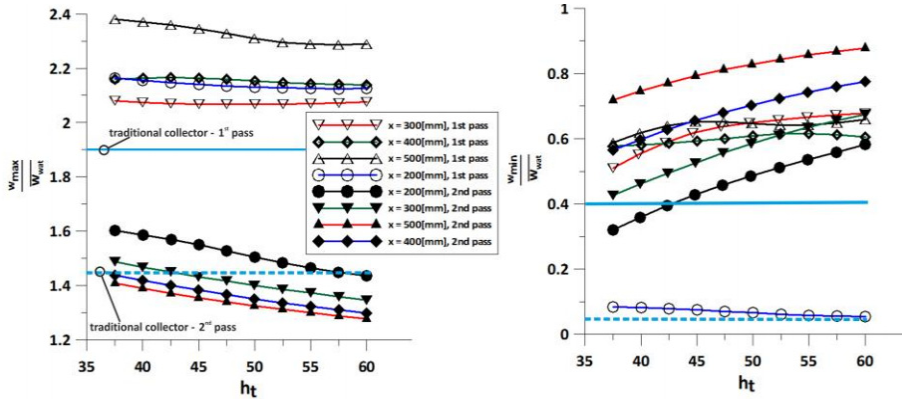 2.4
2.2
2
1.8
1.6
1.4
1.2
35
40
45
50
55
60
h_t
w_max
w_wat
traditional collector - 1st pass
traditional collector - 2nd pass
x = 300[mm], 1st pass
x = 400[mm], 1st pass
x = 500[mm], 1st pass
x = 200[mm], 1st pass
x = 200[mm], 2nd pass
x = 300[mm], 2nd pass
x = 500[mm], 2nd pass
x = 400[mm], 2nd pass
1
0.8
0.6
0.4
0.2
0
35
40
45
50
55
60
h_t
w_min
w_wat